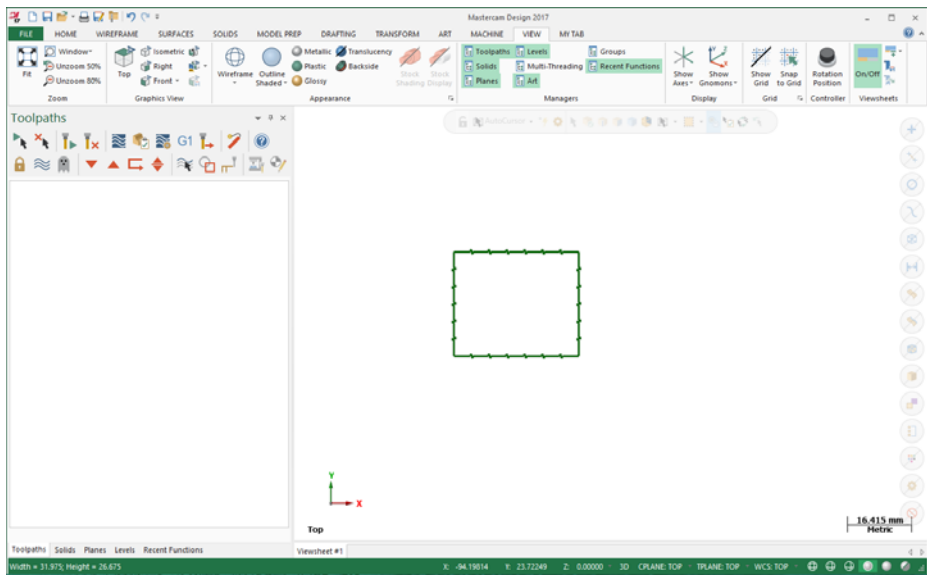 Mastercam Design 2017
FILE HOME WIREFRAME SURFACES SOLIDS MODEL PREP DRAFTING TRANSFORM ART MACHINE VIEW MY TAB
Fit
Window
Unzoom 50%
Unzoom 80%
Zoom
Top
Isometric
Right
Front
Graphics View
Wireframe
Outline
Shaded
Metallic
Plastic
Glossy
Translucency
Backside
Stock
Shading
Stock
Display
Appearance
Toolpaths
Solids
Planes
Levels
Multi-Threading
Art
Groups
Recent Functions
Managers
Show
Axes
Show
Gnomons
Display
Show
Grid
Snap
to Grid
Grid
Rotation
Position
Controller
On/Off
Viewsheets
Toolpaths
G1
AutoCursor
Y
X
Top
16.415 mm
Metric
Toolpaths Solids Planes Levels Recent Functions
Viewsheet #1
Width = 31.975; Height = 26.675
X: -94.19814 Y: 23.72249 Z: 0.00000 3D CPLANE: TOP TPLANE: TOP WCS: TOP